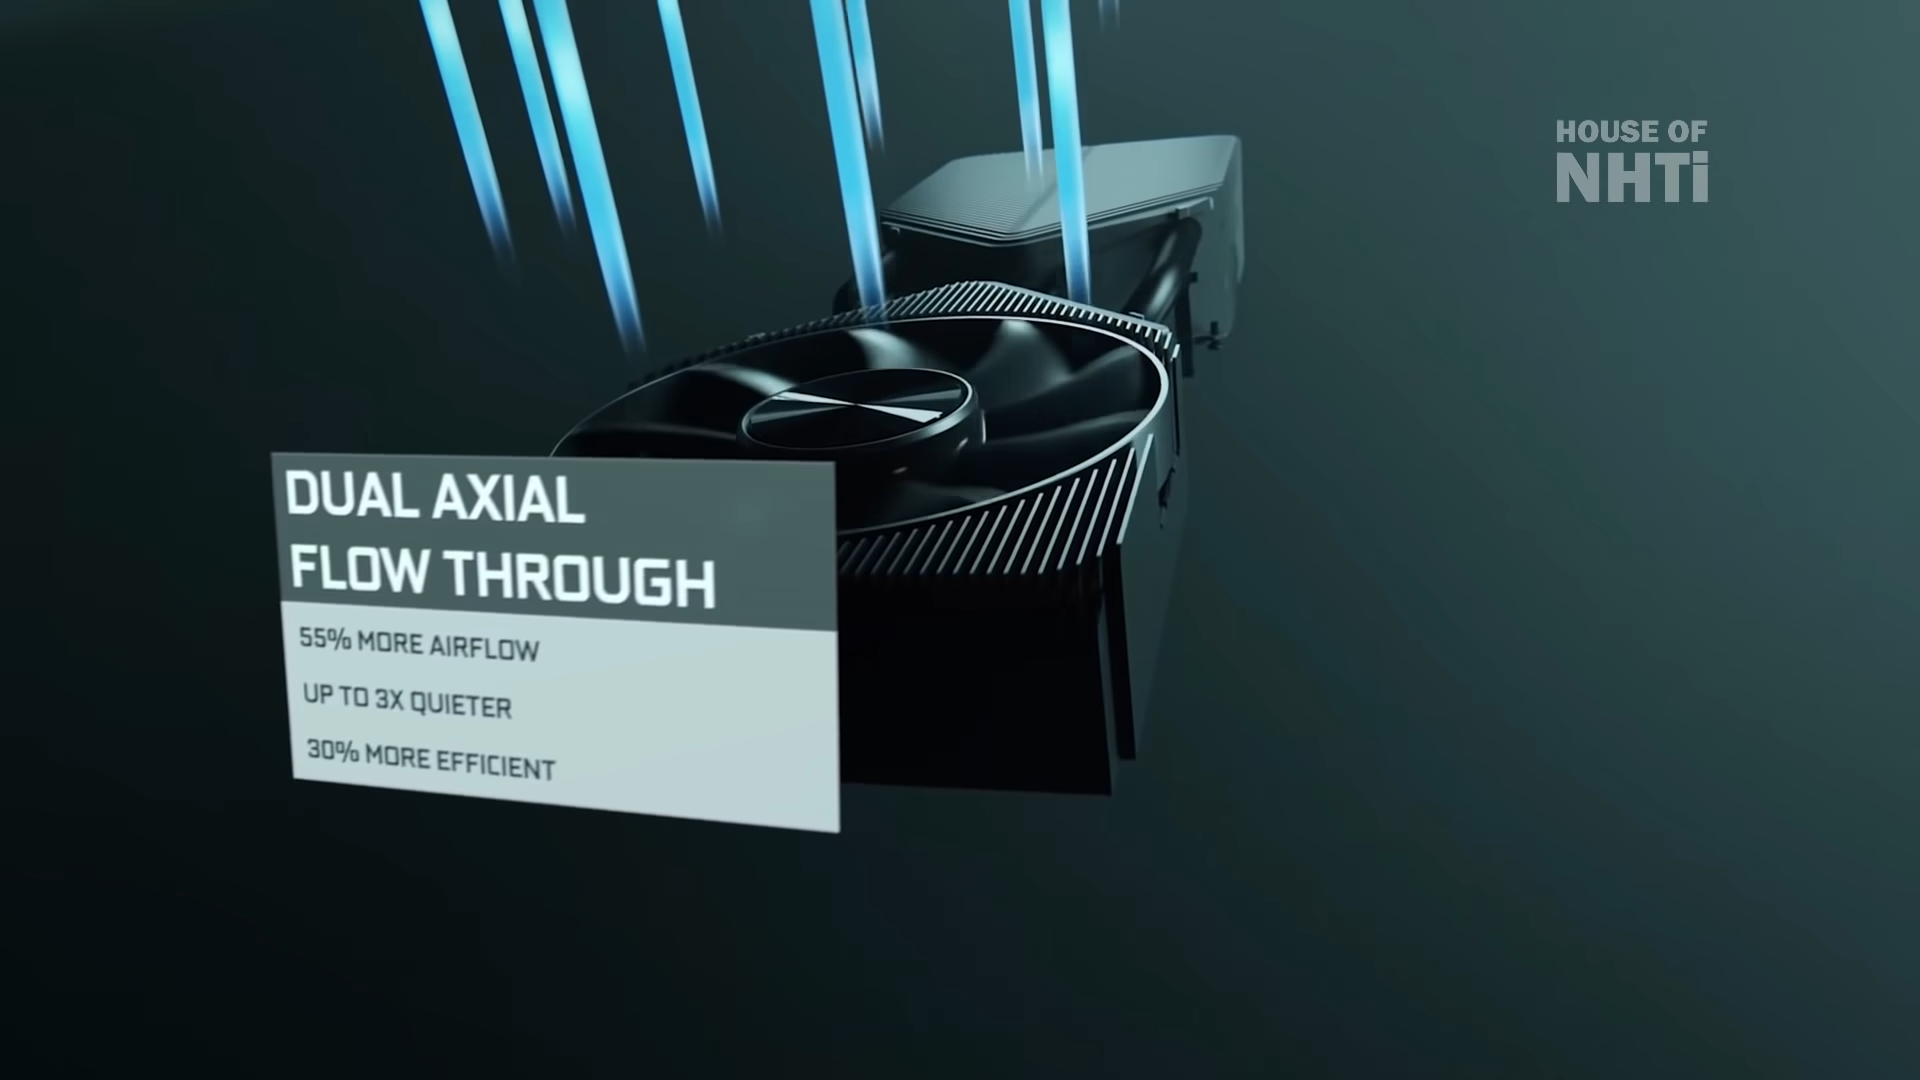 HOUSE OF
NHTi
DUAL AXIAL
FLOW THROUGH
55% MORE AIRFLOW
UP TO 3X QUIETER
30% MORE EFFICIENT